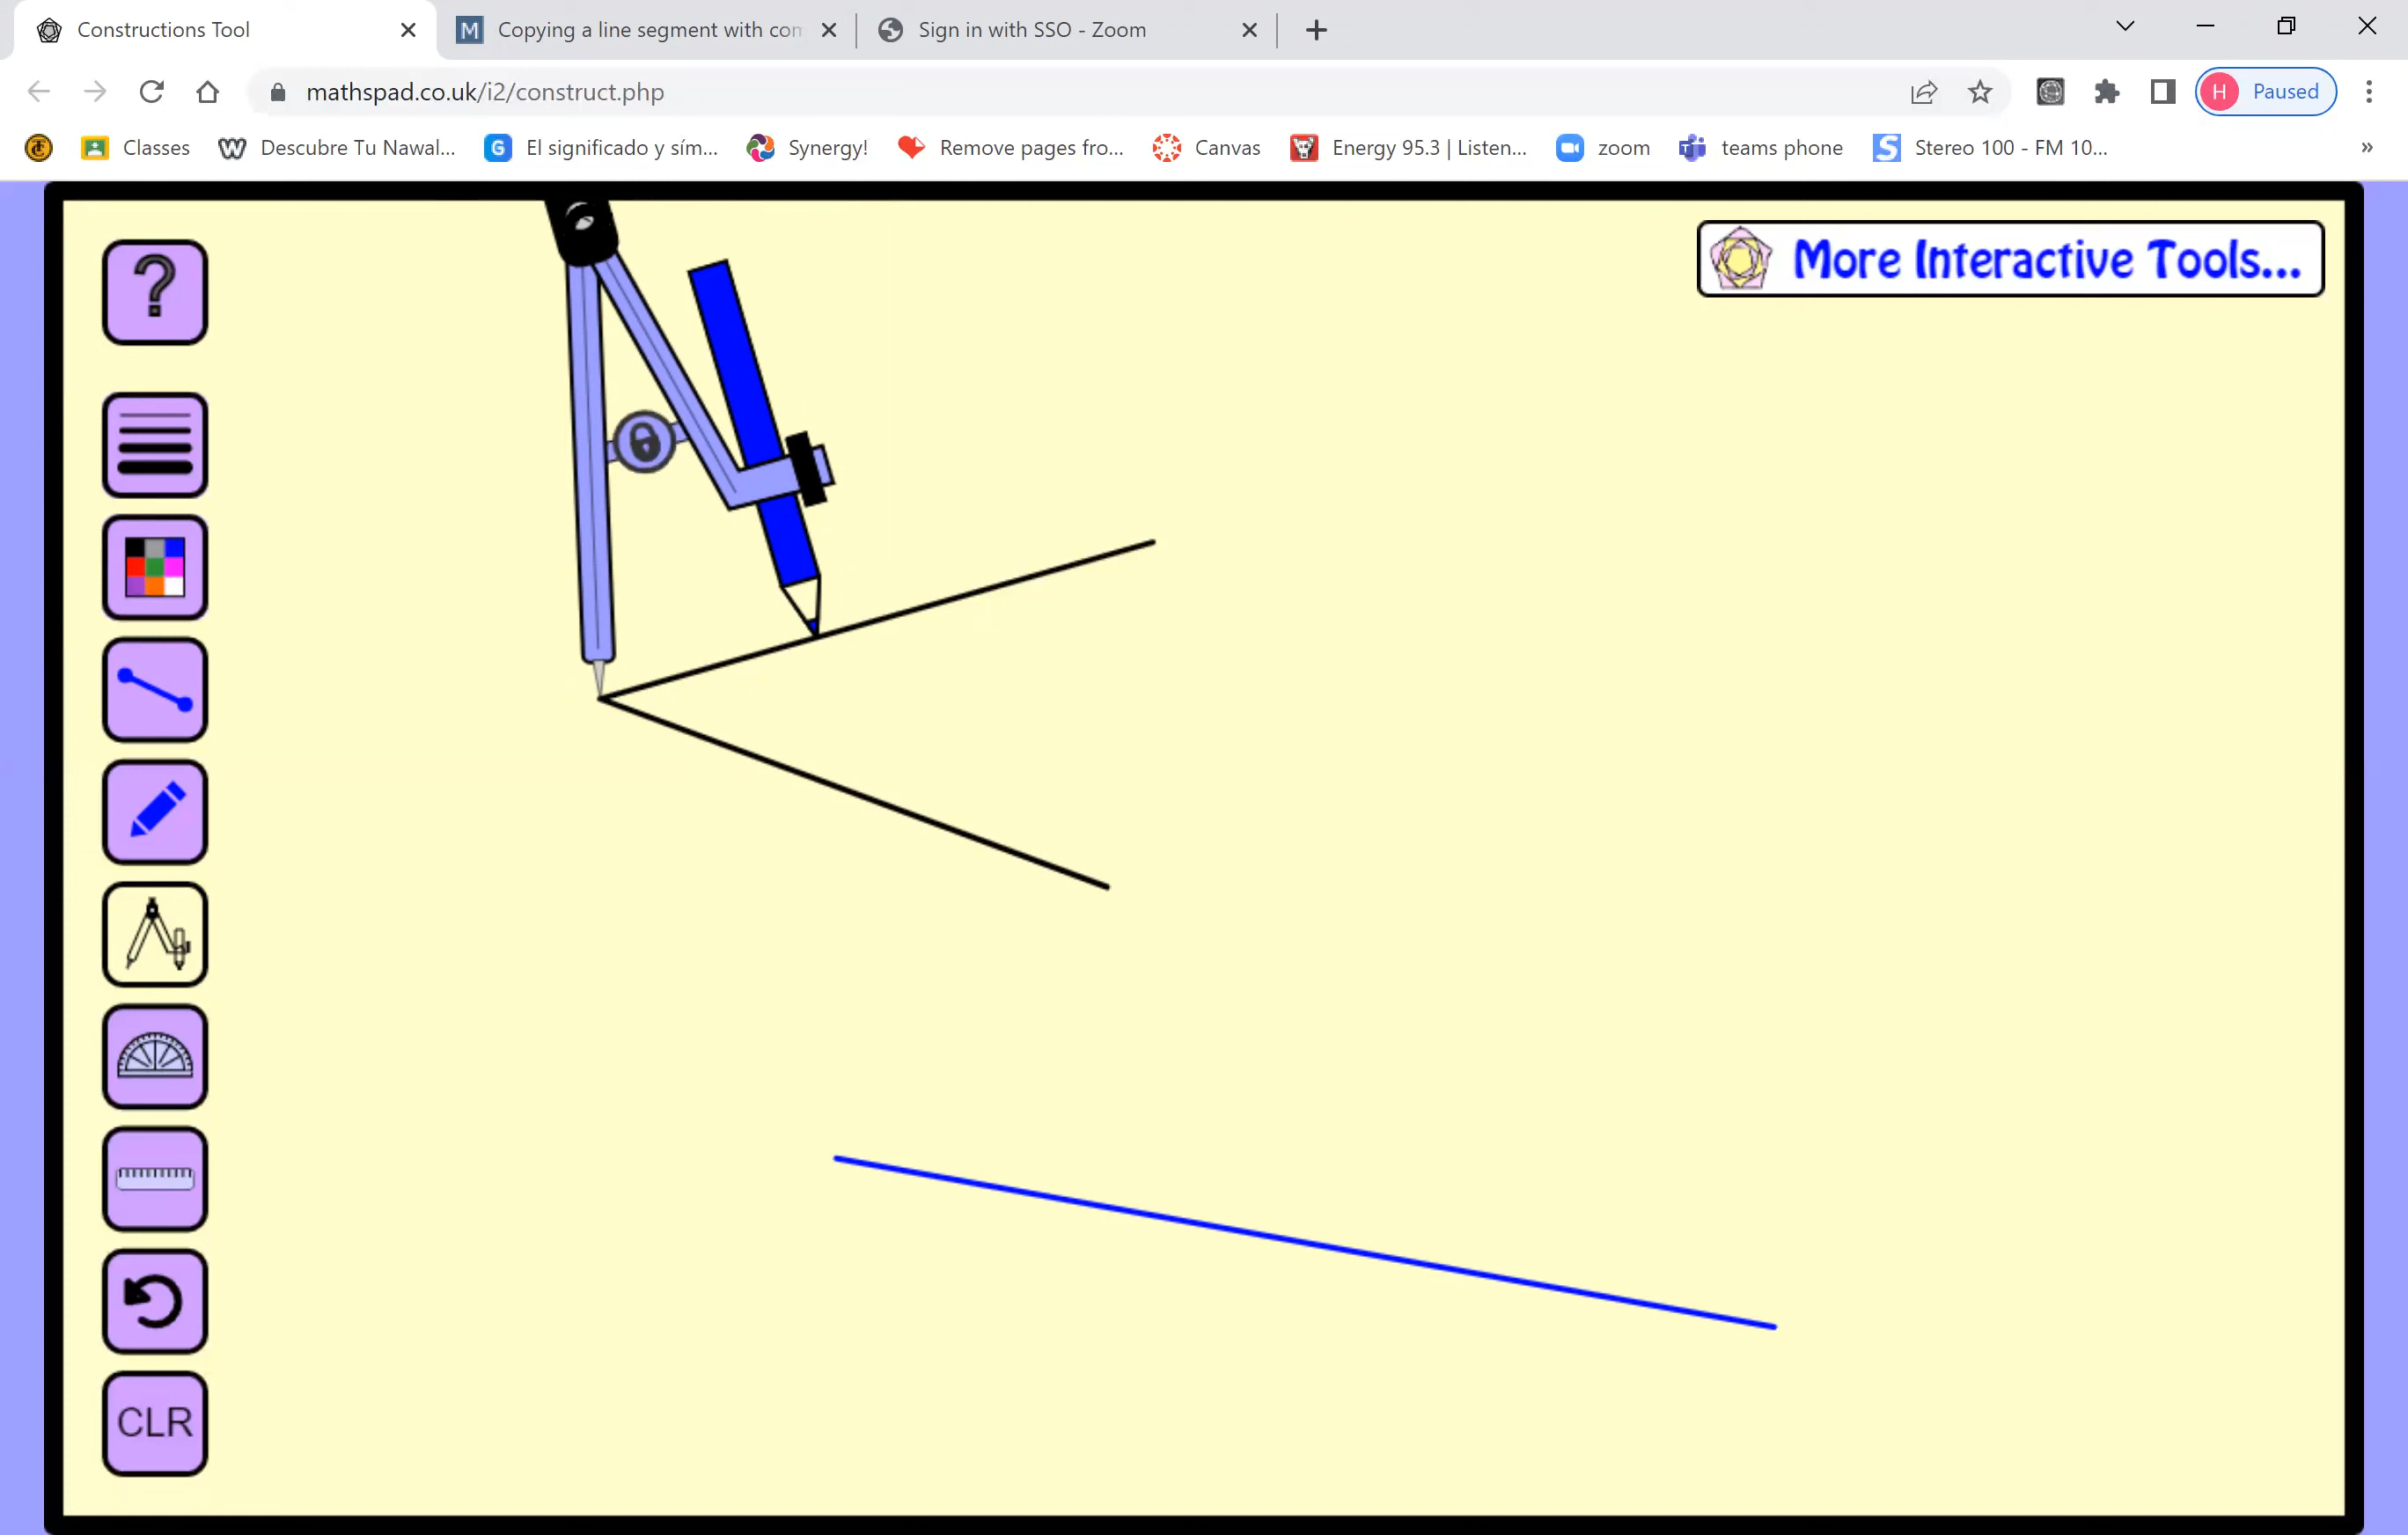 Constructions Tool
M Copying a line segment with com
Sign in with SSO - Zoom
mathspad.co.uk/i2/construct.php
H Paused
Classes
Descubre Tu Nawal...
G El significado y sím...
Synergy!
Remove pages fro...
Canvas
Energy 95.3 | Listen...
zoom
teams phone
S Stereo 100 - FM 10...
»
?
More Interactive Tools...
CLR